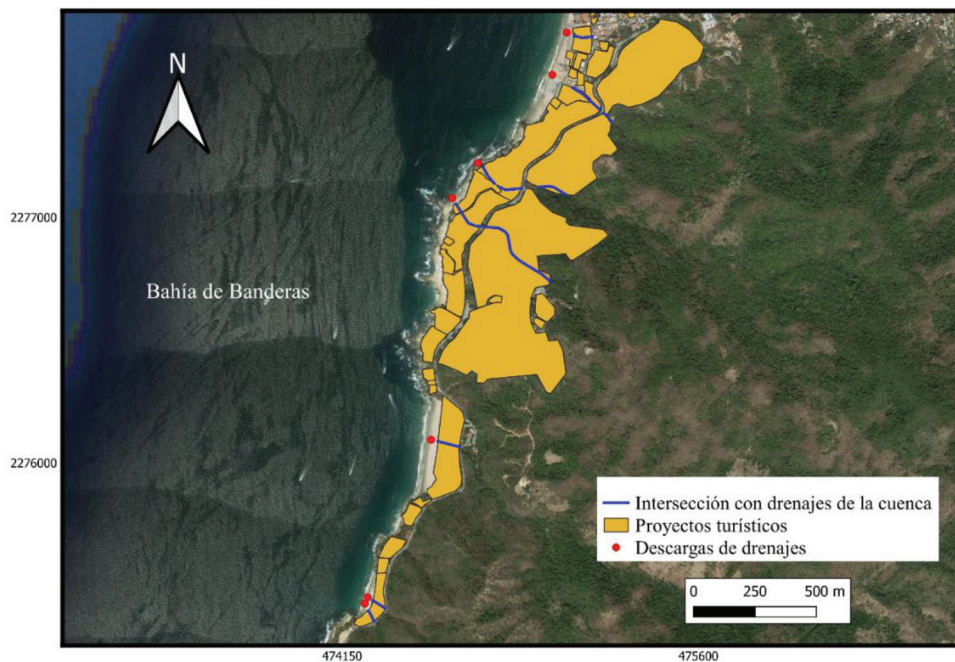 N
2277000
Bahía de Banderas
2276000
Intersección con drenajes de la cuenca
Proyectos turísticos
Descargas de drenajes
0 250 500 m
474150 475600